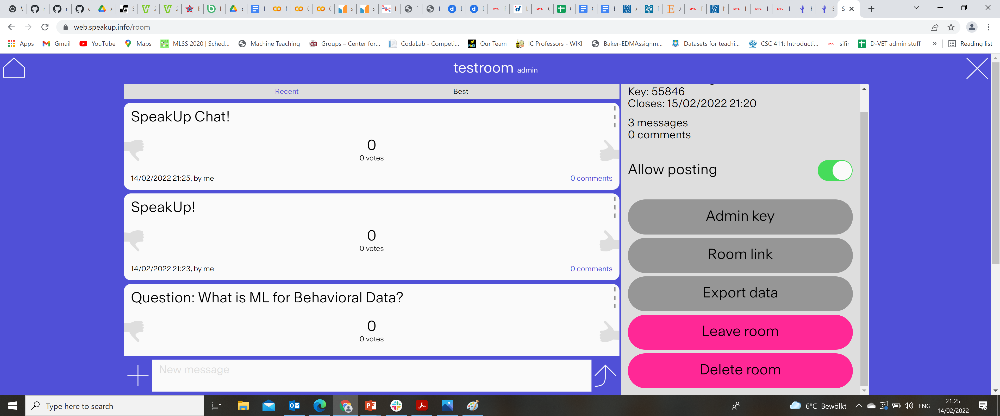 web.speakup.info/room
Apps
Gmail
YouTube
Maps
MLSS 2020 | Sched...
Machine Teaching
Groups – Center for...
CodaLab - Competi...
Our Team
IC Professors - WIKI
Baker-EDMAssignm...
Datasets for teachi...
CSC 411: Introducti...
sifir
D-VET admin stuff
»
Reading list
testroom admin
Recent
Best
SpeakUp Chat!
0
0 votes
14/02/2022 21:25, by me
0 comments
SpeakUp!
0
0 votes
14/02/2022 21:23, by me
0 comments
Question: What is ML for Behavioral Data?
0
0 votes
New message
Key: 55846
Closes: 15/02/2022 21:20
3 messages
0 comments
Allow posting
Admin key
Room link
Export data
Leave room
Delete room
Type here to search
6°C Bewölkt
ENG
21:25
14/02/2022